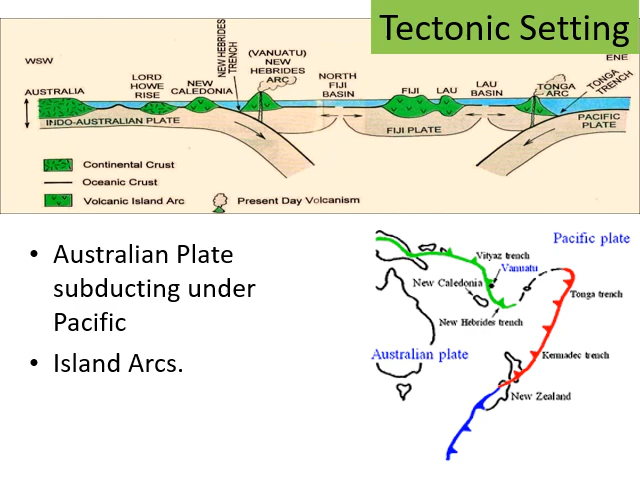 Tectonic Setting
WSW
ENE
AUSTRALIA
LORD
HOWE
RISE
NEW
CALEDONIA
NEW HEBRIDES
TRENCH
(VANUATU)
NEW
HEBRIDES
ARC
NORTH
FIJI
BASIN
FIJI
LAU
LAU
BASIN
TONGA
ARC
TONGA
TRENCH
INDO-AUSTRALIAN PLATE
FIJI PLATE
PACIFIC
PLATE
Continental Crust
Oceanic Crust
Volcanic Island Arc
Present Day Volcanism
• Australian Plate
subducting under
Pacific
• Island Arcs.
Pacific plate
Vityaz trench
Vanuatu
New Caledonia
Tonga trench
New Hebrides trench
Australian plate
Kermadec trench
New Zealand